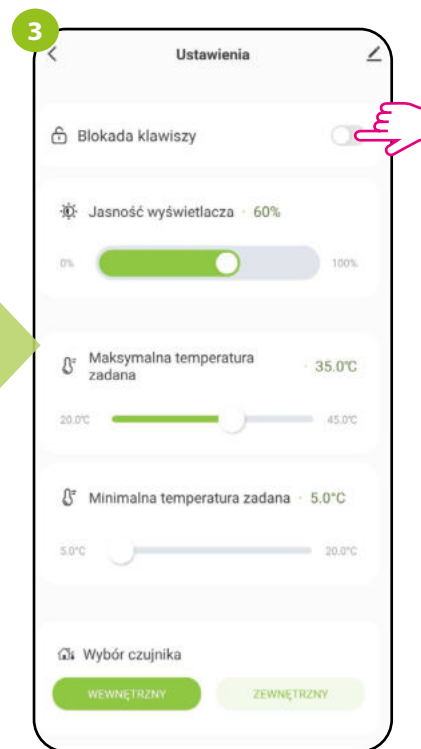 3
Ustawienia
Blokada klawiszy
Jasność wyświetlacza · 60%
0% 100%
Maksymalna temperatura
zadana · 35.0°C
20.0°C 45.0°C
Minimalna temperatura zadana · 5.0°C
5.0°C 20.0°C
Wybór czujnika
WEWNĘTRZNY ZEWNĘTRZNY